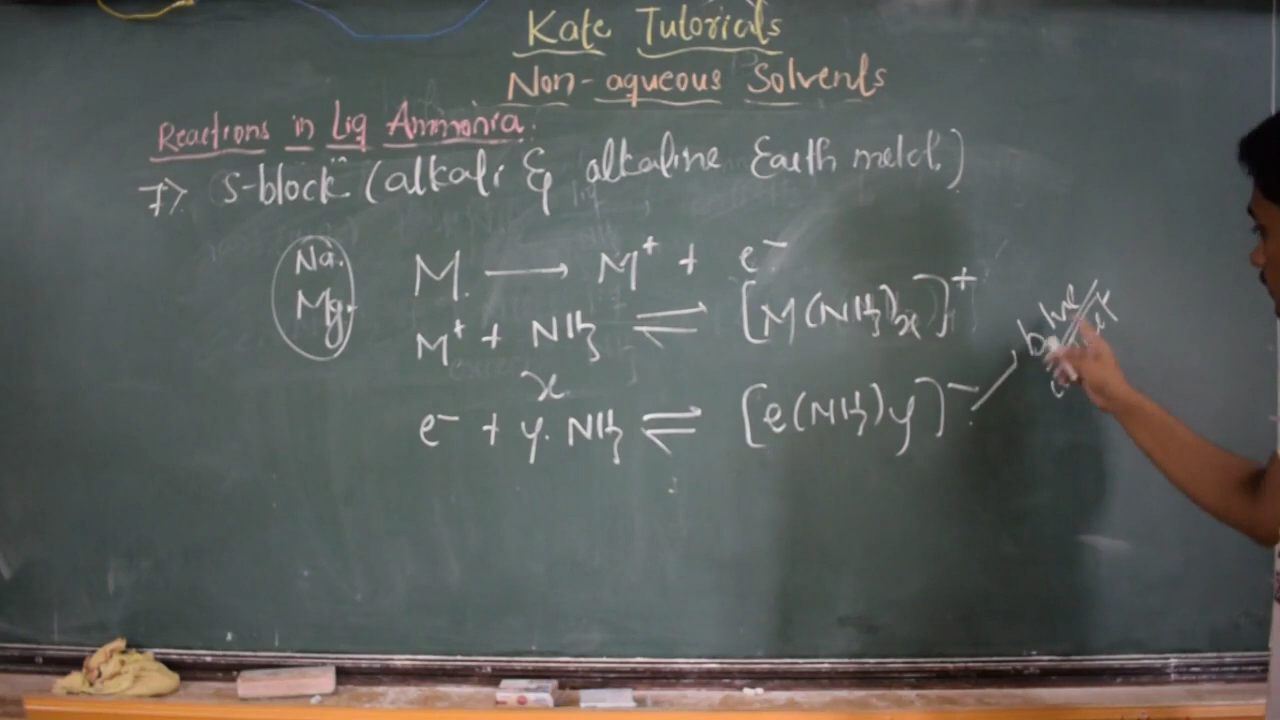 Kate Tutorials
Non-aqueous Solvents
Reactions in Liq Ammonia.
7> S-block (alkali & alkaline Earth metal.)
Na. M. ⟶ M⁺ + e⁻
Mg. M⁺ + NH₃ ⇌ [M(NH₃)x]⁺
x
e⁻ + y. NH₃ ⇌ [e(NH₃)y]⁻
blue